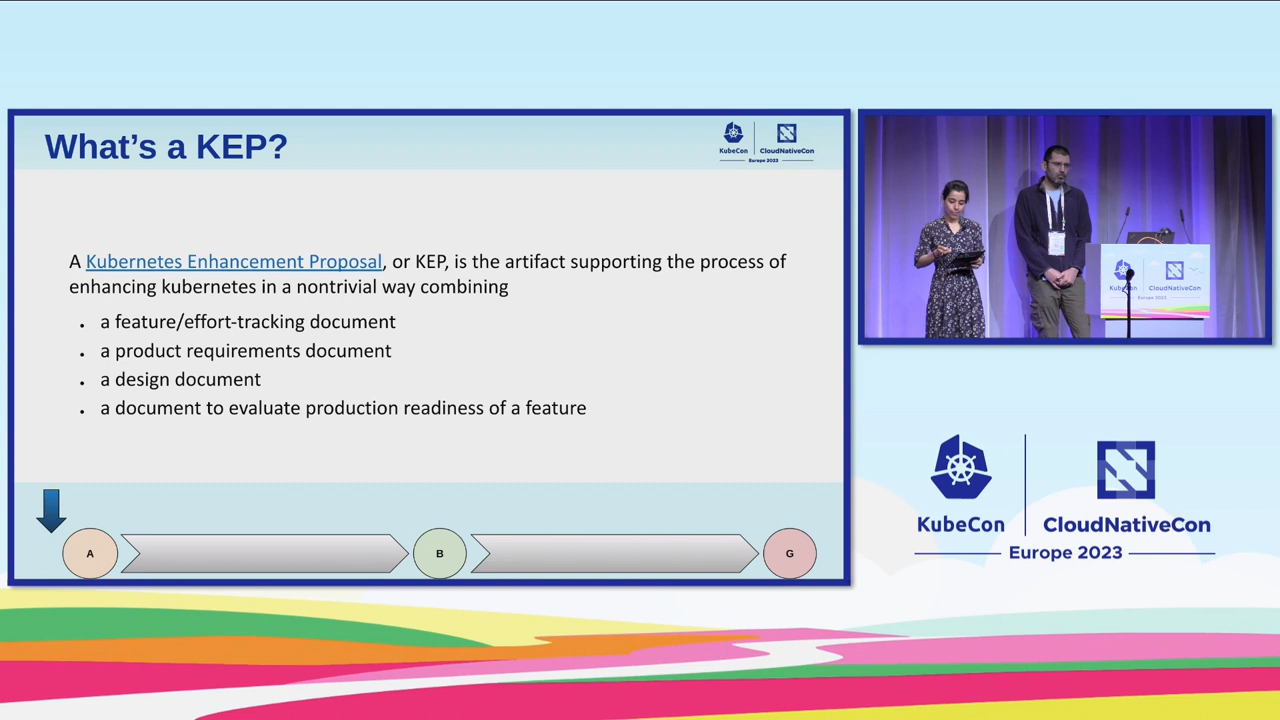 What's a KEP?
KubeCon
CloudNativeCon
Europe 2023
A Kubernetes Enhancement Proposal, or KEP, is the artifact supporting the process of
enhancing kubernetes in a nontrivial way combining
• a feature/effort-tracking document
• a product requirements document
• a design document
• a document to evaluate production readiness of a feature
A
B
G
KubeCon
CloudNativeCon
Europe 2023
KubeCon
CloudNativeCon
Europe 2023